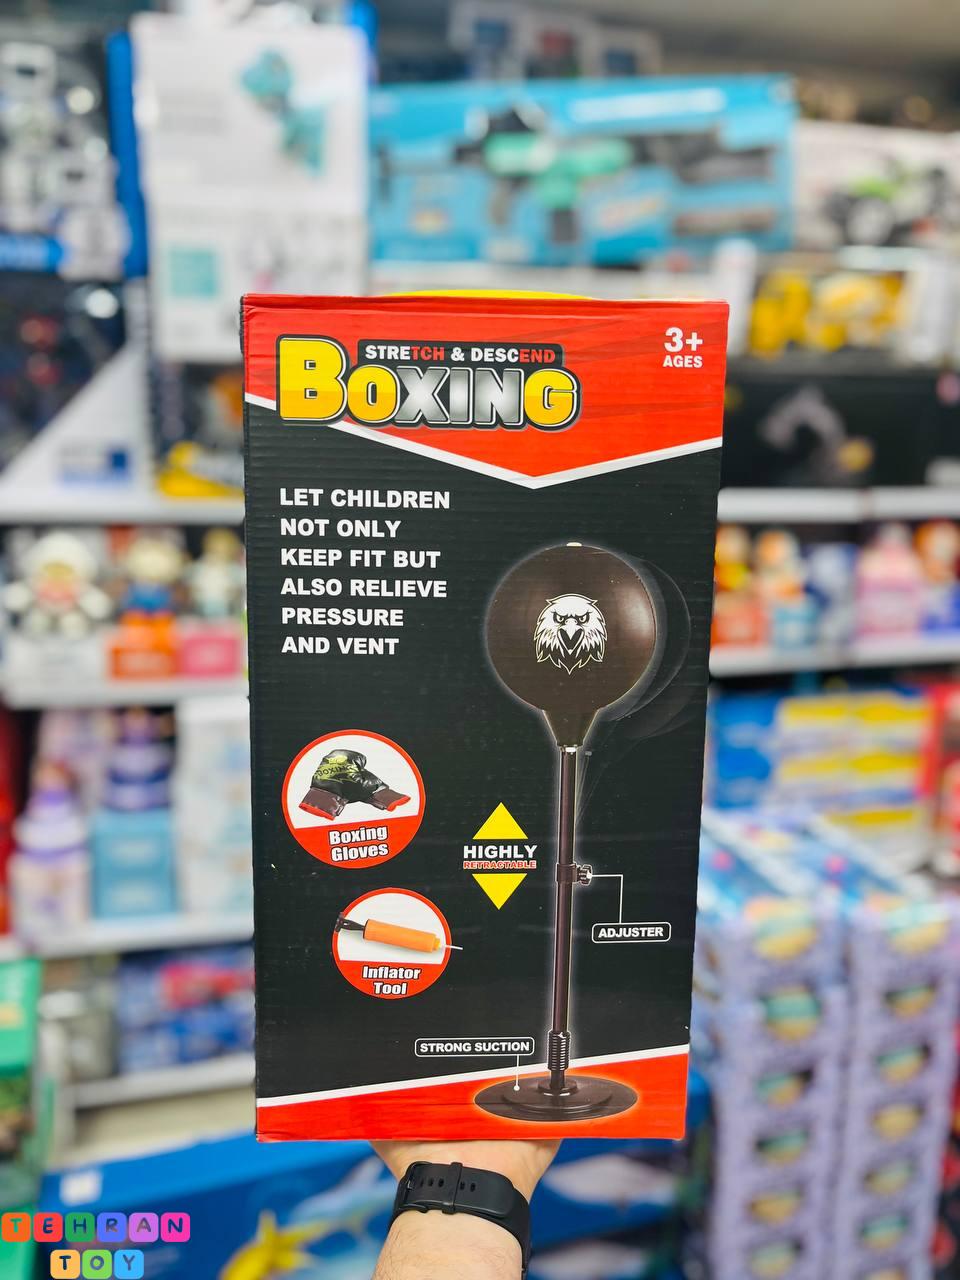 STRETCH & DESCEND
BOXING
3+
AGES
LET CHILDREN
NOT ONLY
KEEP FIT BUT
ALSO RELIEVE
PRESSURE
AND VENT
BOXING
Boxing
Gloves
HIGHLY
RETRACTABLE
ADJUSTER
Inflator
Tool
STRONG SUCTION
TEHRAN
TOY